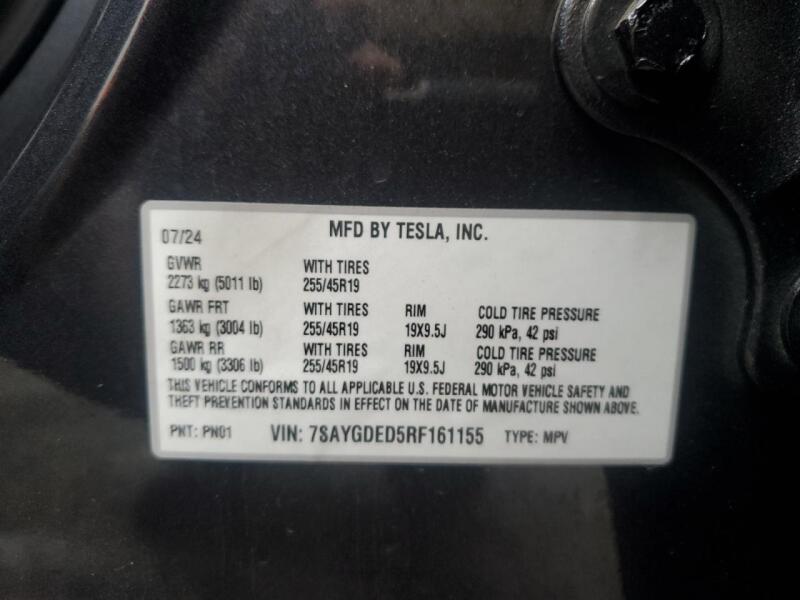 07/24 MFD BY TESLA, INC.
GVWR WITH TIRES
2273 kg (5011 lb) 255/45R19
GAWR FRT WITH TIRES RIM COLD TIRE PRESSURE
1363 kg (3004 lb) 255/45R19 19X9.5J 290 kPa, 42 psi
GAWR RR WITH TIRES RIM COLD TIRE PRESSURE
1500 kg (3306 lb) 255/45R19 19X9.5J 290 kPa, 42 psi
THIS VEHICLE CONFORMS TO ALL APPLICABLE U.S. FEDERAL MOTOR VEHICLE SAFETY AND
THEFT PREVENTION STANDARDS IN EFFECT ON THE DATE OF MANUFACTURE SHOWN ABOVE.
PNT: PN01 VIN: 7SAYGDED5RF161155 TYPE: MPV